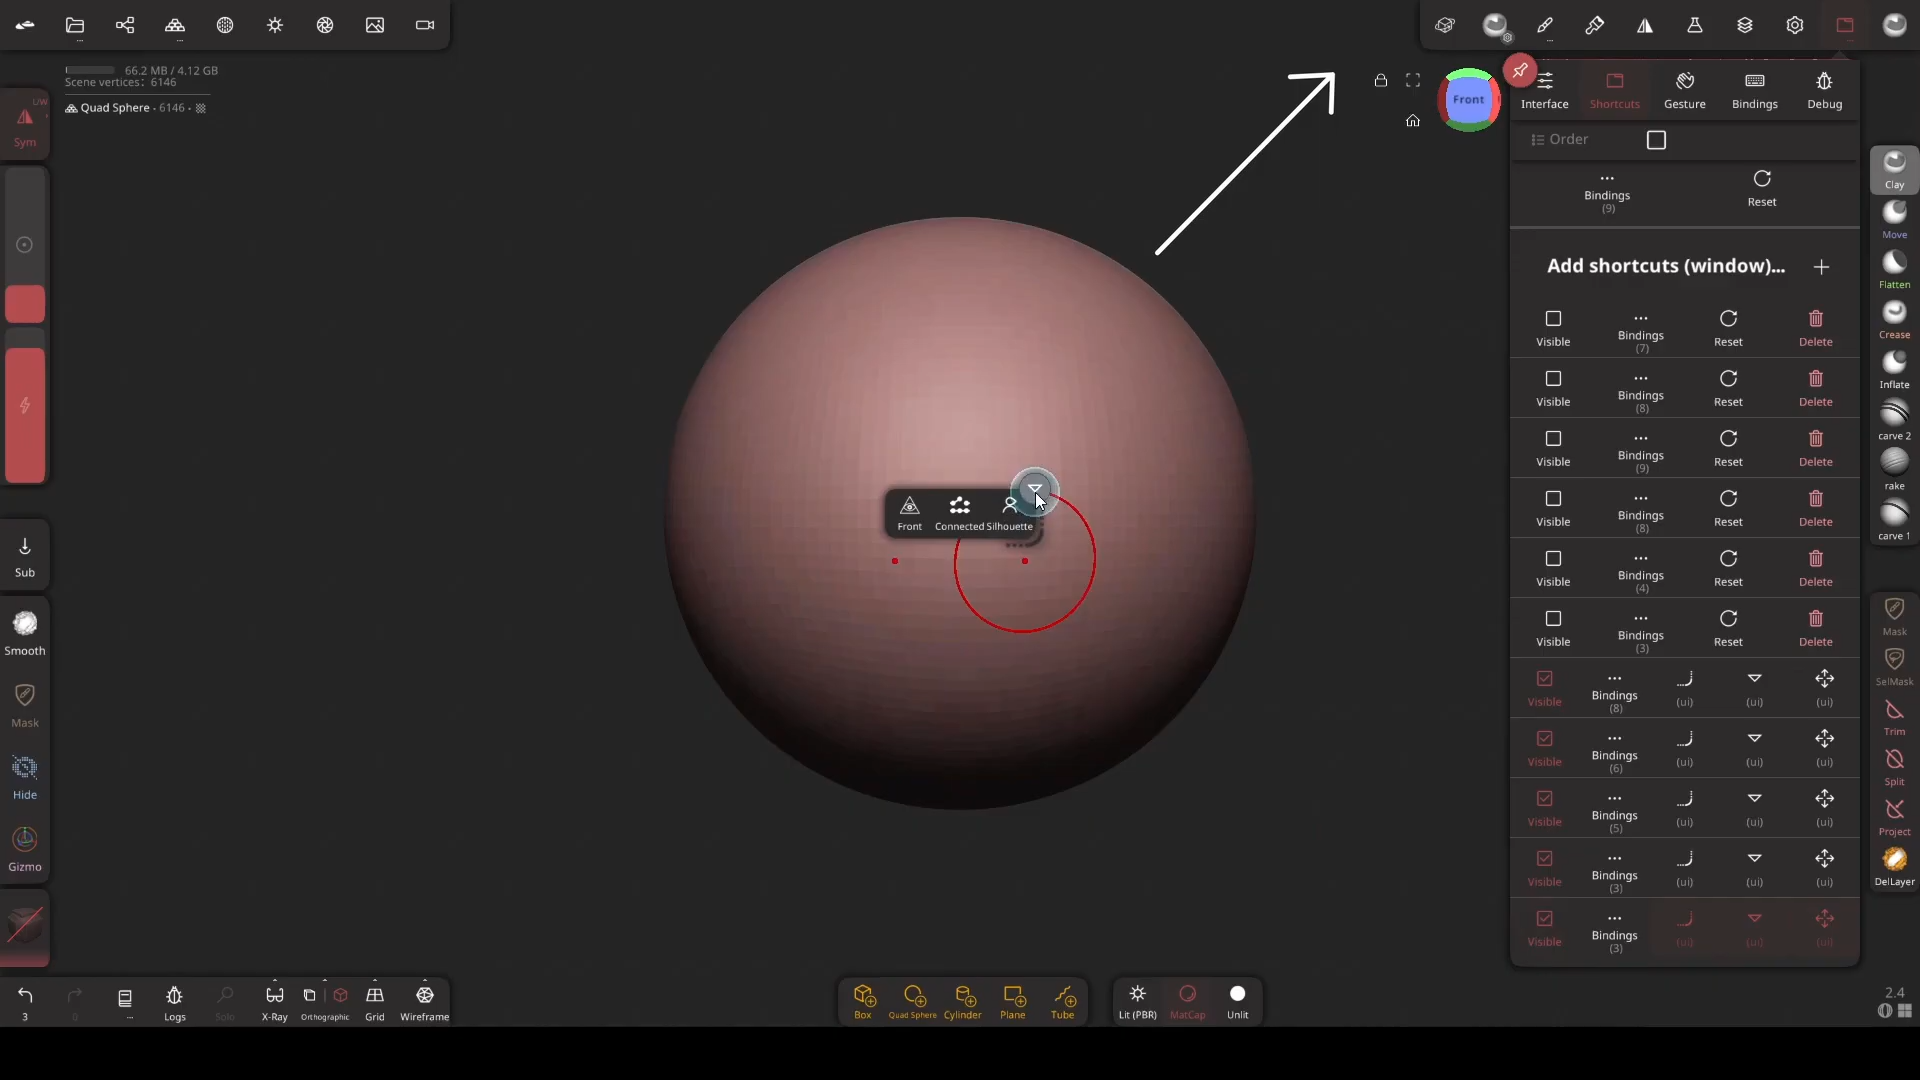 66.2 MB / 4.12 GB
Scene vertices: 6146
Quad Sphere - 6146 -
L/W
Sym
Sub
Smooth
Mask
Hide
Gizmo
Front
Interface
Shortcuts
Gesture
Bindings
Debug
Order
Bindings
(9)
Reset
Add shortcuts (window)... +
Visible
Bindings
(7)
Reset
Delete
Visible
Bindings
(8)
Reset
Delete
Visible
Bindings
(9)
Reset
Delete
Visible
Bindings
(8)
Reset
Delete
Visible
Bindings
(4)
Reset
Delete
Visible
Bindings
(3)
Reset
Delete
Visible
Bindings
(8)
(ui)
(ui)
(ui)
Visible
Bindings
(6)
(ui)
(ui)
(ui)
Visible
Bindings
(5)
(ui)
(ui)
(ui)
Visible
Bindings
(3)
(ui)
(ui)
(ui)
Visible
Bindings
(3)
(ui)
(ui)
(ui)
Clay
Move
Flatten
Crease
Inflate
carve 2
rake
carve 1
Mask
SelMask
Trim
Split
Project
DelLayer
Front
Connected
Silhouette
3
0
...
Logs
Solo
X-Ray
Orthographic
Grid
Wireframe
Box
Quad Sphere
Cylinder
Plane
Tube
Lit (PBR)
MatCap
Unlit
2.4